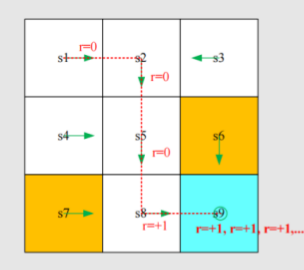 r=0
s1 s2 s3
r=0
s4 s5 s6
r=0
s7 s8 s9
r=+1 r=+1, r=+1, r=+1,...